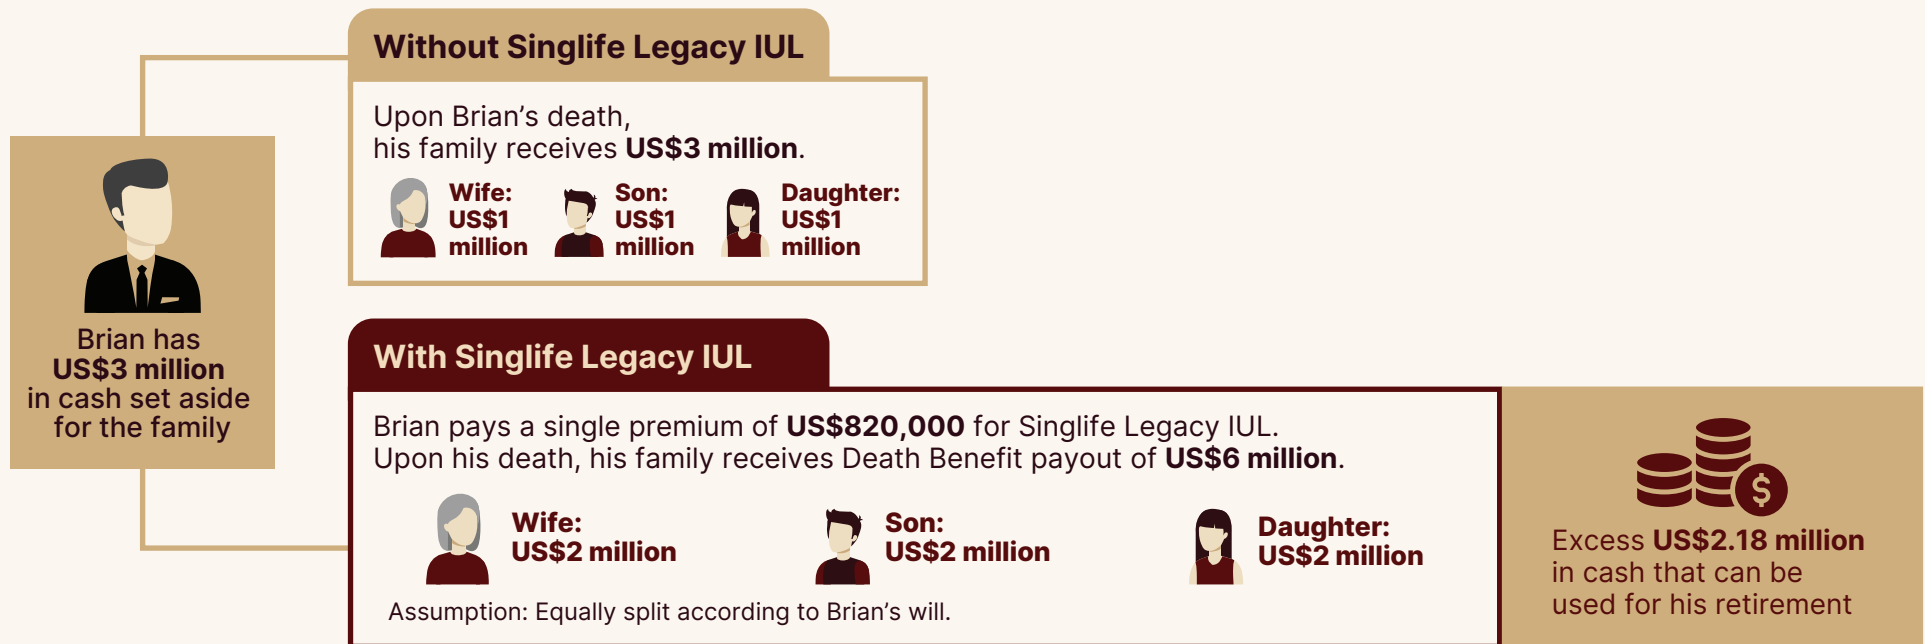 Without Singlife Legacy IUL
Upon Brian’s death,
his family receives US$3 million.
Wife:
US$1
million
Son:
US$1
million
Daughter:
US$1
million
Brian has
US$3 million
in cash set aside
for the family
With Singlife Legacy IUL
Brian pays a single premium of US$820,000 for Singlife Legacy IUL.
Upon his death, his family receives Death Benefit payout of US$6 million.
Wife:
US$2 million
Son:
US$2 million
Daughter:
US$2 million
Assumption: Equally split according to Brian’s will.
$
Excess US$2.18 million
in cash that can be
used for his retirement